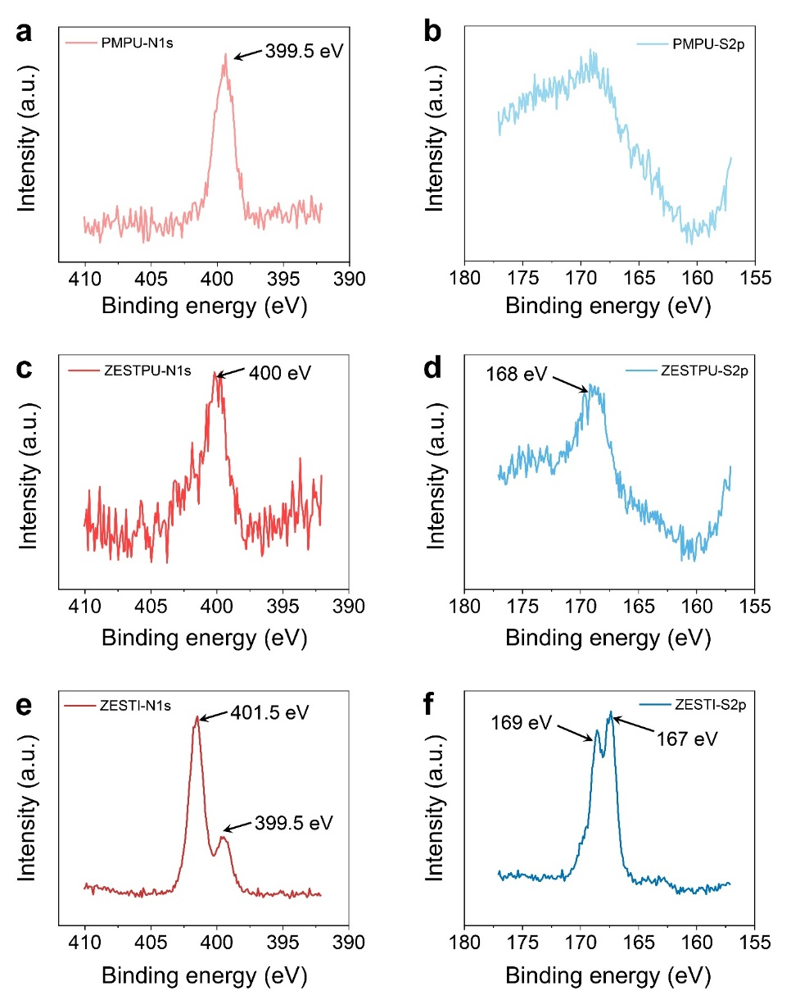 a
PMPU-N1s
399.5 eV
Intensity (a.u.)
410 405 400 395 390
Binding energy (eV)
b
PMPU-S2p
Intensity (a.u.)
180 175 170 165 160 155
Binding energy (eV)
c
ZESTPU-N1s
400 eV
Intensity (a.u.)
410 405 400 395 390
Binding energy (eV)
d
ZESTPU-S2p
168 eV
Intensity (a.u.)
180 175 170 165 160 155
Binding energy (eV)
e
ZESTI-N1s
401.5 eV
399.5 eV
Intensity (a.u.)
410 405 400 395 390
Binding energy (eV)
f
ZESTI-S2p
169 eV
167 eV
Intensity (a.u.)
180 175 170 165 160 155
Binding energy (eV)